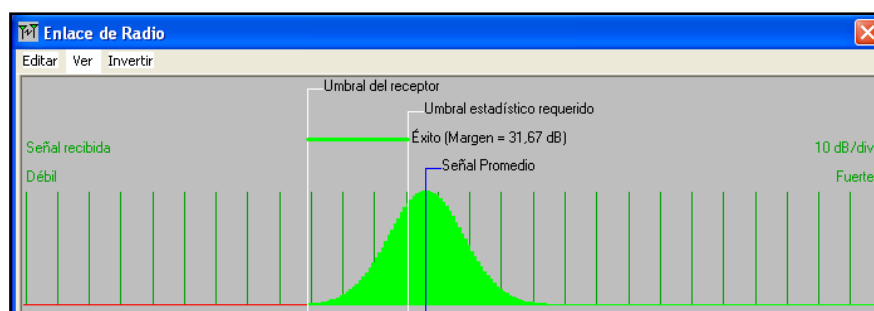 Enlace de Radio
Editar Ver Invertir
Umbral del receptor
Umbral estadístico requerido
Éxito (Margen = 31,67 dB)
Señal recibida
10 dB/div
Señal Promedio
Débil
Fuerte